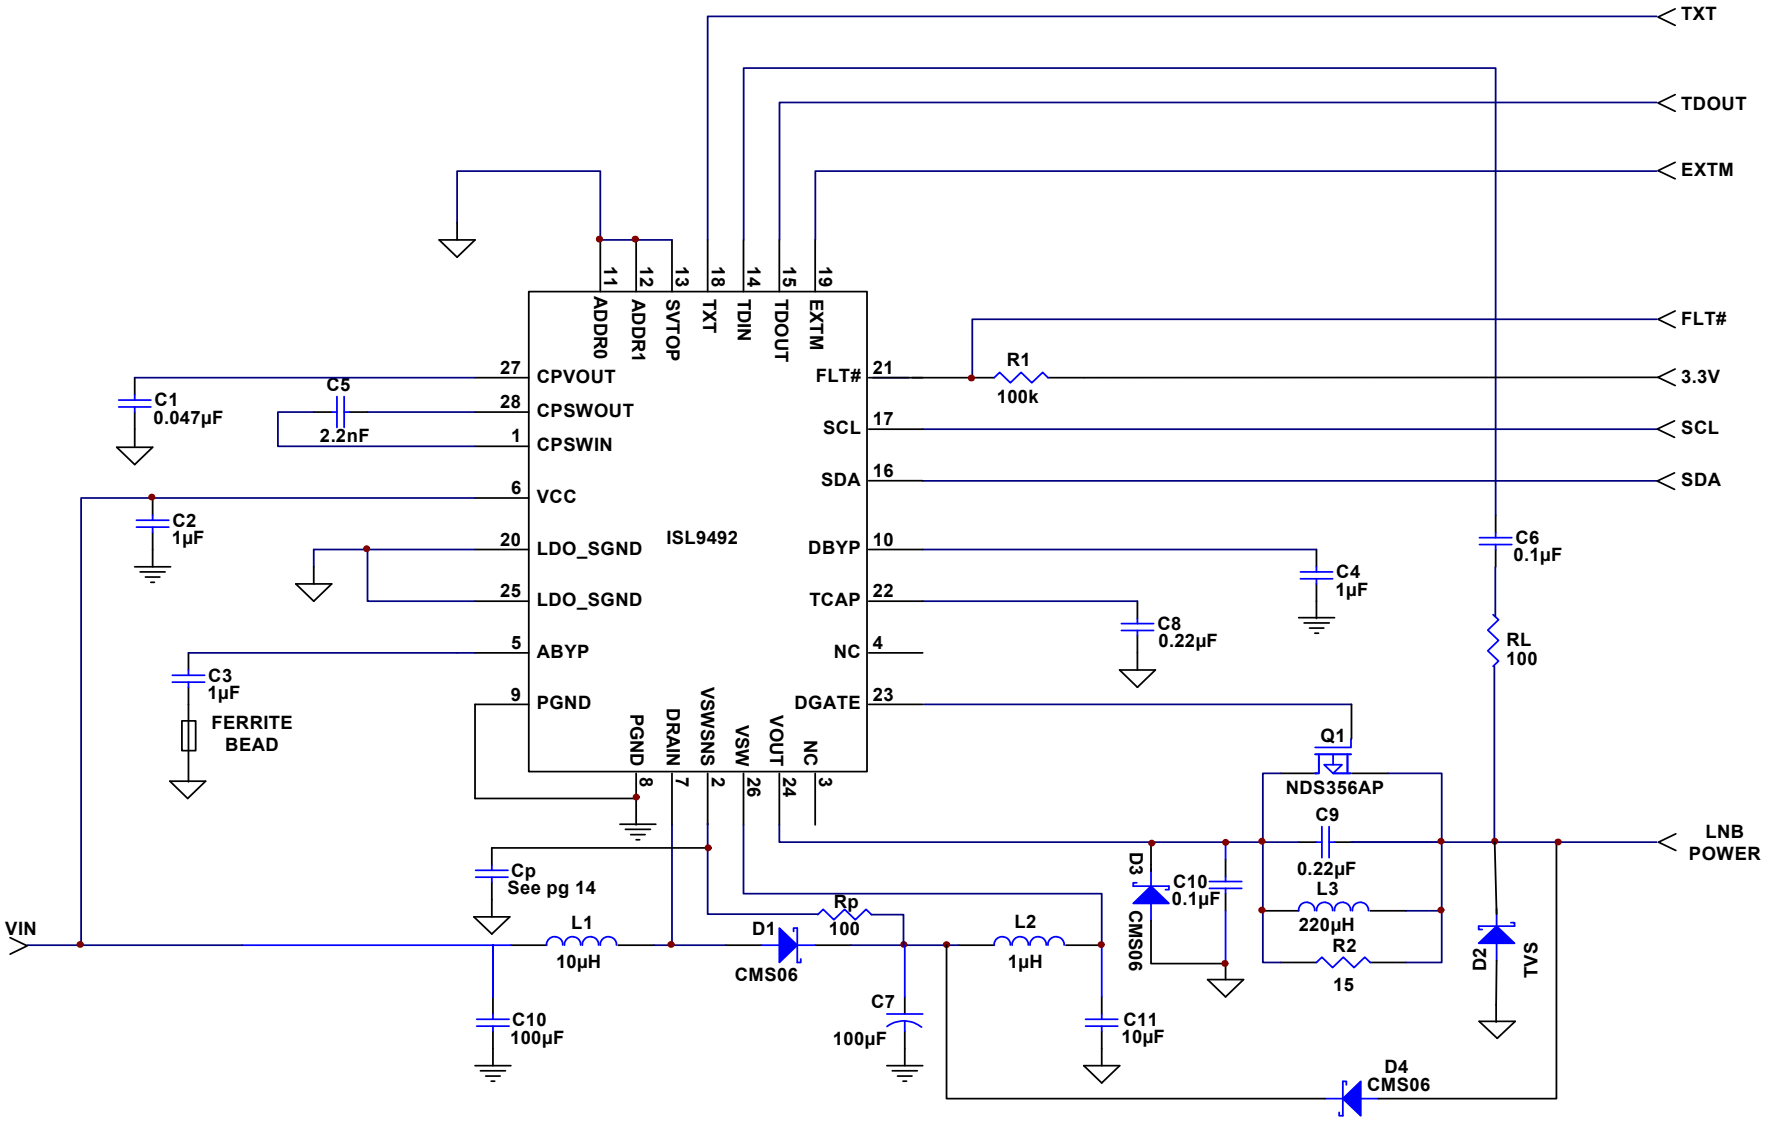 TXT
TDOUT
EXTM
11
12
13
18
14
15
19
ADDR0
ADDR1
SVTOP
TXT
TDIN
TDOUT
EXTM
FLT#
27
CPVOUT
FLT#
21
R1
100k
3.3V
C1
0.047µF
C5
2.2nF
28
CPSWOUT
1
CPSWIN
SCL
17
SCL
SDA
16
SDA
6
VCC
C2
1µF
ISL9492
C6
0.1µF
20
LDO_SGND
DBYP
10
C4
1µF
25
LDO_SGND
TCAP
22
C8
0.22µF
RL
100
5
ABYP
NC
4
C3
1µF
FERRITE
BEAD
9
PGND
DGATE
23
PGND
DRAIN
VSWSNS
VSW
VOUT
NC
8
7
2
26
24
3
Q1
NDS356AP
C9
0.22µF
L3
220µH
R2
15
LNB
POWER
Cp
See pg 14
D3
CMS06
C10
0.1µF
VIN
L1
10µH
D1
CMS06
Rp
100
L2
1µH
D2
TVS
C10
100µF
C7
100µF
C11
10µF
D4
CMS06